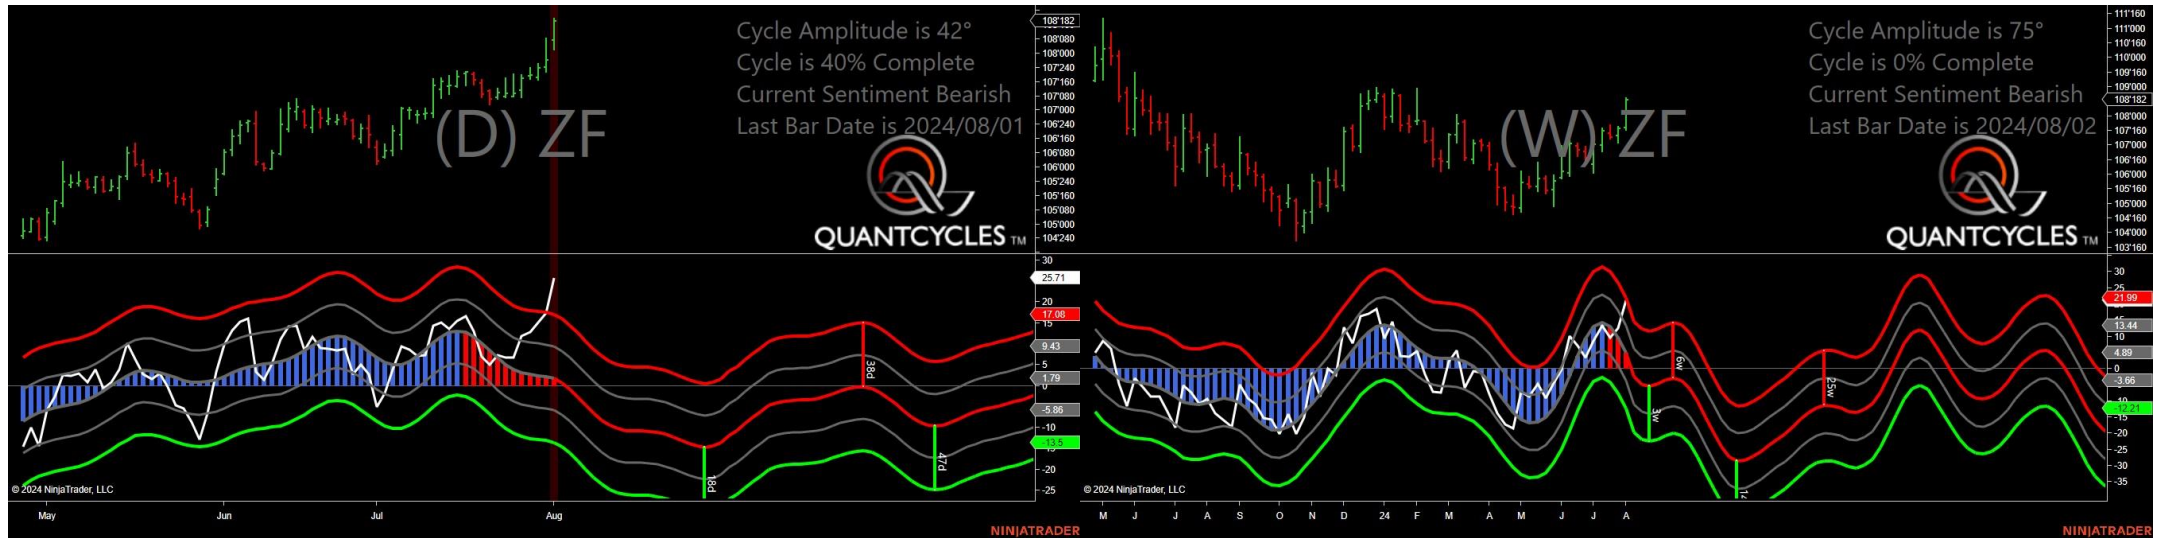 Cycle Amplitude is 42°
Cycle is 40% Complete
Current Sentiment Bearish
Last Bar Date is 2024/08/01
(D) ZF
QUANTCYCLES TM
108'182
108'080
108'000
107'240
107'160
107'080
107'000
106'240
106'160
106'080
106'000
105'240
105'160
105'080
105'000
104'240
30
25.71
20
17.08
15
9.43
5
1.79
0
-5.86
-10
-13.5
-20
-25
38d
47d
18d
© 2024 NinjaTrader, LLC
May Jun Jul Aug
NINJATRADER
Cycle Amplitude is 75°
Cycle is 0% Complete
Current Sentiment Bearish
Last Bar Date is 2024/08/02
(W) ZF
QUANTCYCLES TM
111'160
111'000
110'160
110'000
109'160
109'000
108'182
108'000
107'160
107'000
106'160
106'000
105'160
105'000
104'160
104'000
103'160
30
25
21.99
13.44
4.89
0
-3.66
-12.21
-15
-20
-25
-30
-35
6w
3w
25w
© 2024 NinjaTrader, LLC
M J J A S O N D 24 F M A M J J A
NINJATRADER